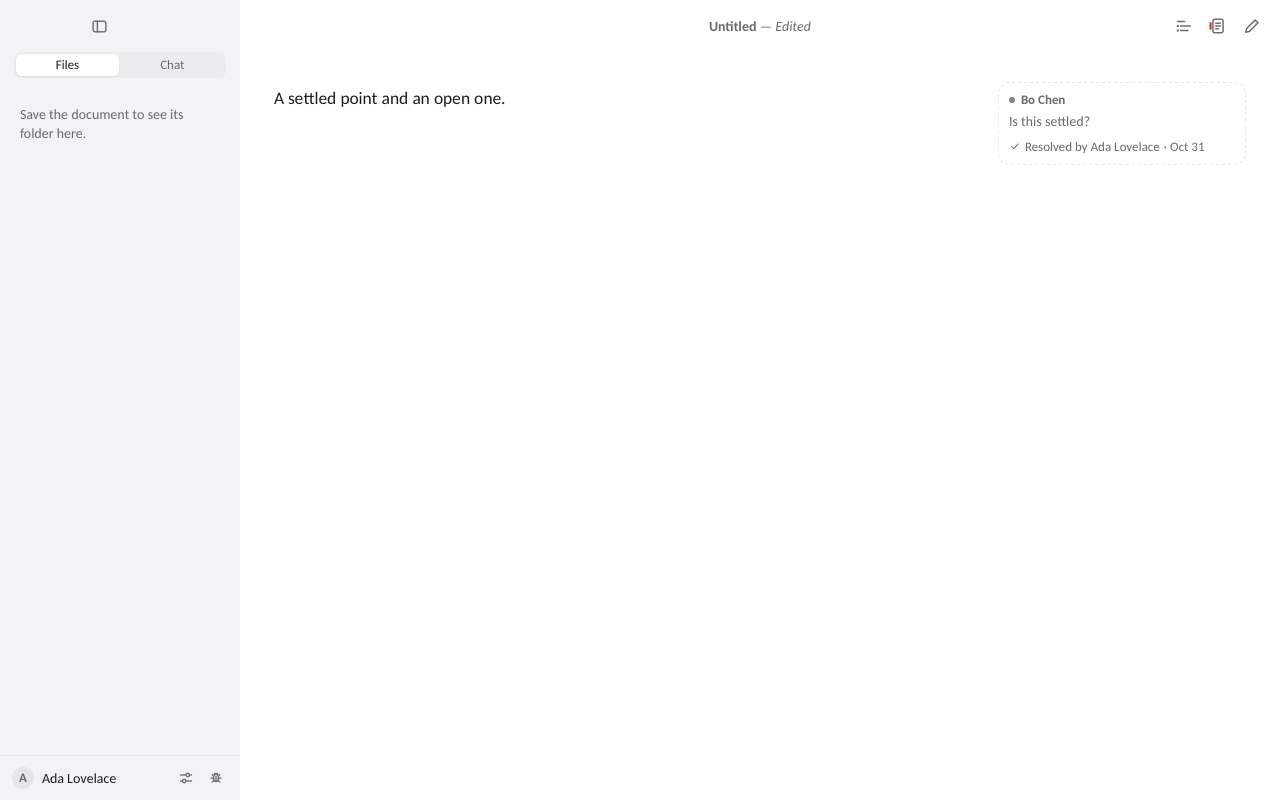 Untitled — Edited
Files
Chat
Save the document to see its
folder here.
A settled point and an open one.
Bo Chen
Is this settled?
Resolved by Ada Lovelace · Oct 31
A
Ada Lovelace